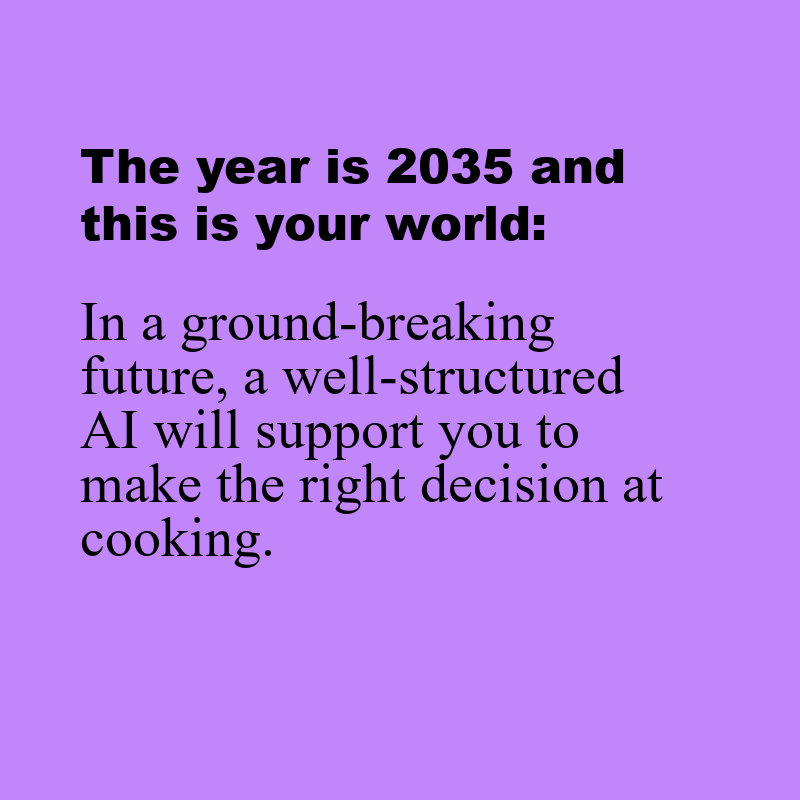 The year is 2035 and
this is your world:
In a ground-breaking
future, a well-structured
AI will support you to
make the right decision at
cooking.